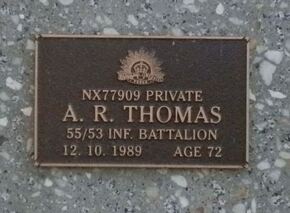 NX77909 PRIVATE
A. R. THOMAS
55/53 INF. BATTALION
12. 10. 1989 AGE 72